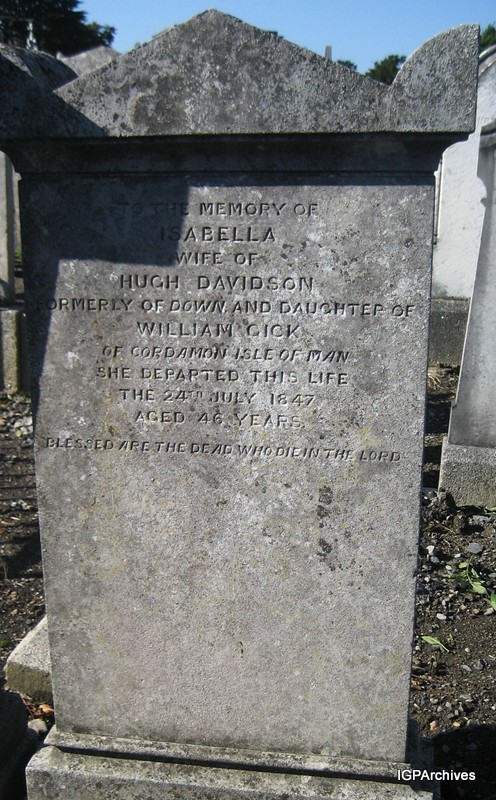 TO THE MEMORY OF
ISABELLA
WIFE OF
HUGH DAVIDSON
FORMERLY OF DOWN, AND DAUGHTER OF
WILLIAM GICK
OF CORDAMON ISLE OF MAN
SHE DEPARTED THIS LIFE
THE 24TH JULY 1847
AGED 46 YEARS.
BLESSED ARE THE DEAD WHO DIE IN THE LORD
IGPArchives